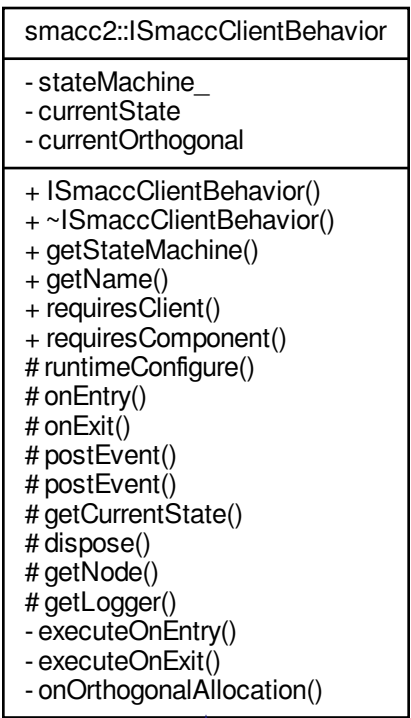 smacc2::ISmaccClientBehavior
- stateMachine_
- currentState
- currentOrthogonal
+ ISmaccClientBehavior()
+ ~ISmaccClientBehavior()
+ getStateMachine()
+ getName()
+ requiresClient()
+ requiresComponent()
# runtimeConfigure()
# onEntry()
# onExit()
# postEvent()
# postEvent()
# getCurrentState()
# dispose()
# getNode()
# getLogger()
- executeOnEntry()
- executeOnExit()
- onOrthogonalAllocation()